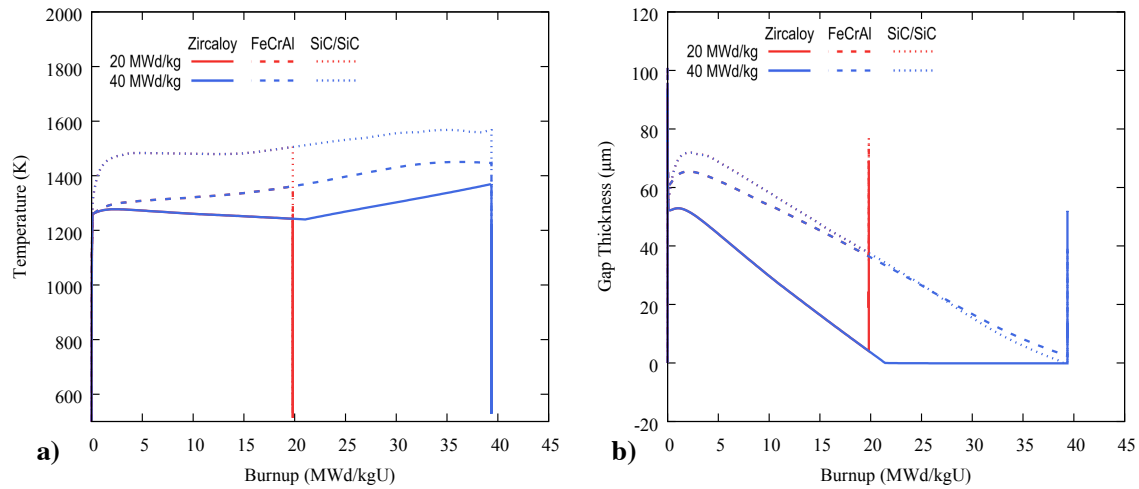 2000
1800
1600
1400
1200
1000
800
600
Temperature (K)
Zircaloy FeCrAl SiC/SiC
20 MWd/kg
40 MWd/kg
0 5 10 15 20 25 30 35 40 45
Burnup (MWd/kgU)
a)
120
100
80
60
40
20
0
-20
Gap Thickness (μm)
Zircaloy FeCrAl SiC/SiC
20 MWd/kg
40 MWd/kg
0 5 10 15 20 25 30 35 40 45
Burnup (MWd/kgU)
b)